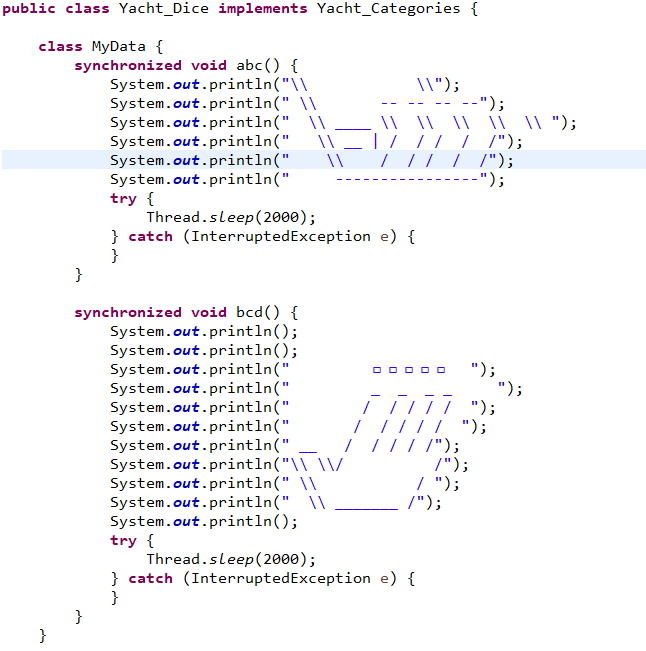 public class Yacht_Dice implements Yacht_Categories {
    class MyData {
        synchronized void abc() {
            System.out.println("\\            \\");
            System.out.println(" \\       -- -- -- --");
            System.out.println("  \\ ____ \\  \\  \\  \\  \\ ");
            System.out.println("   \\ __ | /  / /  /  /");
            System.out.println("    \\    /  / /  /  /");
            System.out.println("     ----------------");
            try {
                Thread.sleep(2000);
            } catch (InterruptedException e) {
            }
        }
        synchronized void bcd() {
            System.out.println();
            System.out.println();
            System.out.println("         ㅁㅁㅁㅁㅁ   ");
            System.out.println("         _  _  _ _     ");
            System.out.println("        /  / / / /  ");
            System.out.println("       /  / / / /  ");
            System.out.println(" __   /  / / / /");
            System.out.println("\\ \\/          /");
            System.out.println(" \\           / ");
            System.out.println("  \\ _______ /");
            System.out.println();
            try {
                Thread.sleep(2000);
            } catch (InterruptedException e) {
            }
        }
    }